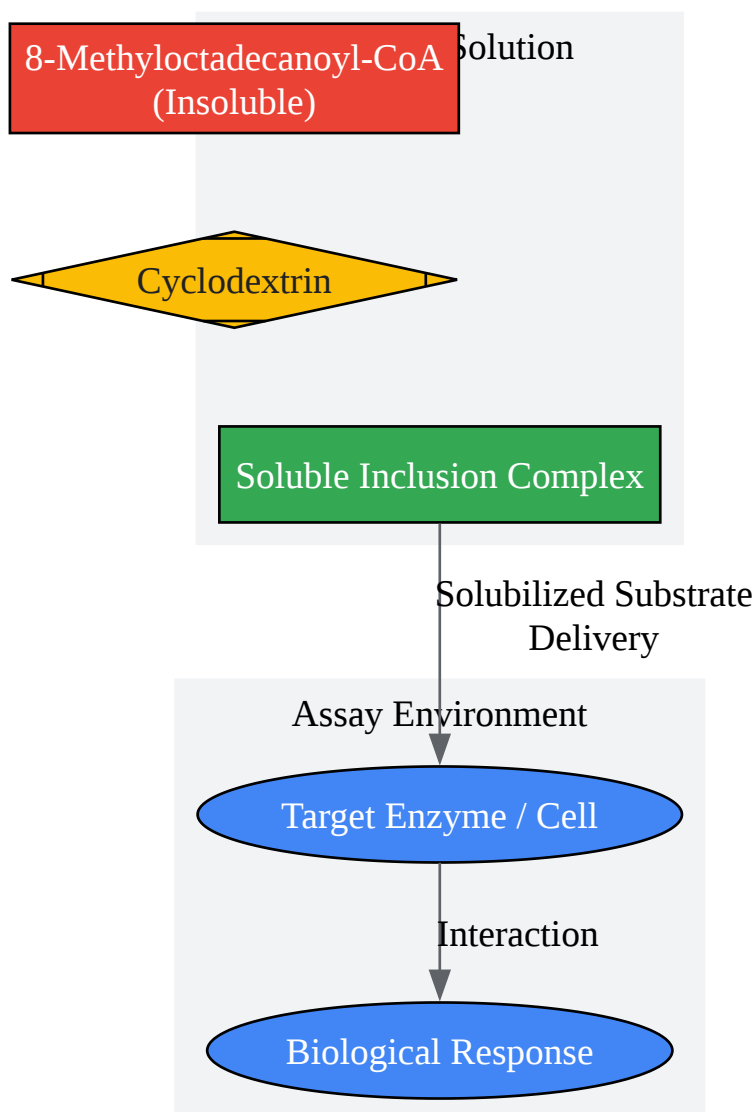 8-Methyloctadecanoyl-CoA
(Insoluble)
Solution
Cyclodextrin
Soluble Inclusion Complex
Solubilized Substrate
Delivery
Assay Environment
Target Enzyme / Cell
Interaction
Biological Response